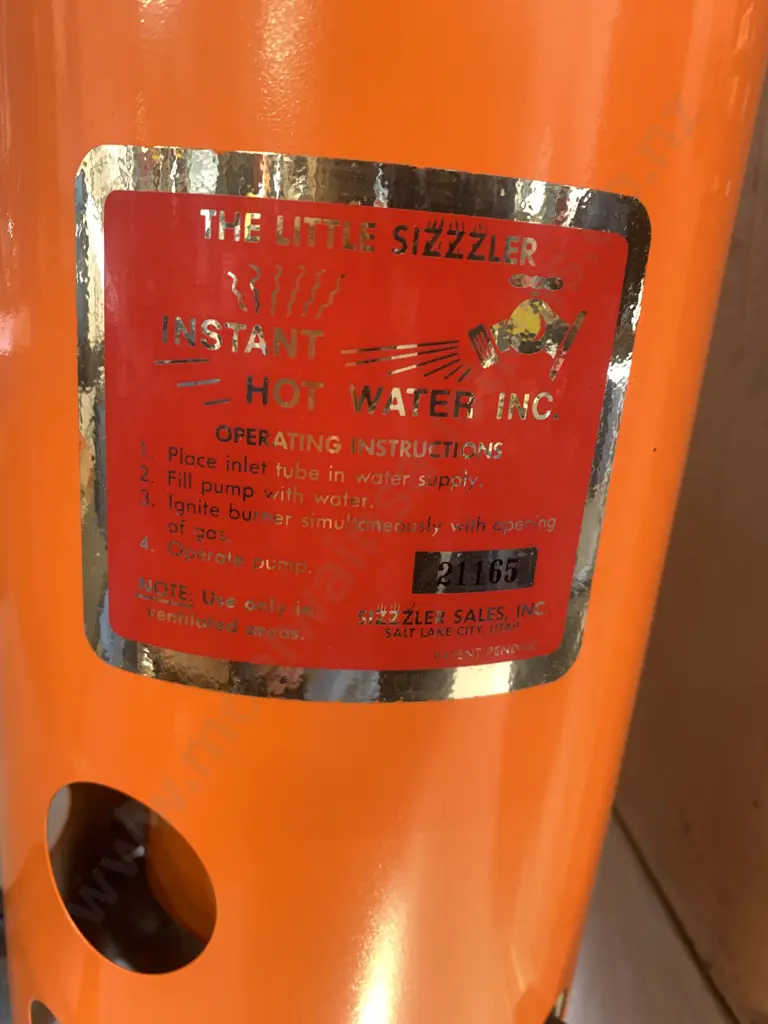 THE LITTLE SIZZZLER
INSTANT
HOT WATER INC.
OPERATING INSTRUCTIONS
1. Place inlet tube in water supply.
2. Fill pump with water.
3. Ignite burner simultaneously with opening
of gas.
4. Operate pump.
21165
NOTE: Use only in
ventilated areas.
SIZZZLER SALES, INC.
SALT LAKE CITY, UTAH
PATENT PENDING